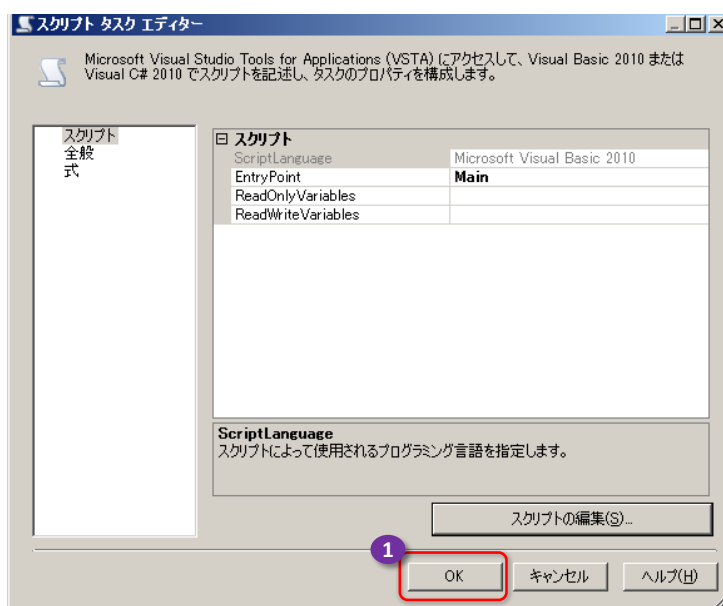 スクリプト タスク エディター
Microsoft Visual Studio Tools for Applications (VSTA) にアクセスして、Visual Basic 2010 または
Visual C# 2010 でスクリプトを記述し、タスクのプロパティを構成します。
スクリプト
全般
式
スクリプト
ScriptLanguage Microsoft Visual Basic 2010
EntryPoint Main
ReadOnlyVariables
ReadWriteVariables
ScriptLanguage
スクリプトによって使用されるプログラミング言語を指定します。
スクリプトの編集(S)...
1
OK キャンセル ヘルプ(H)